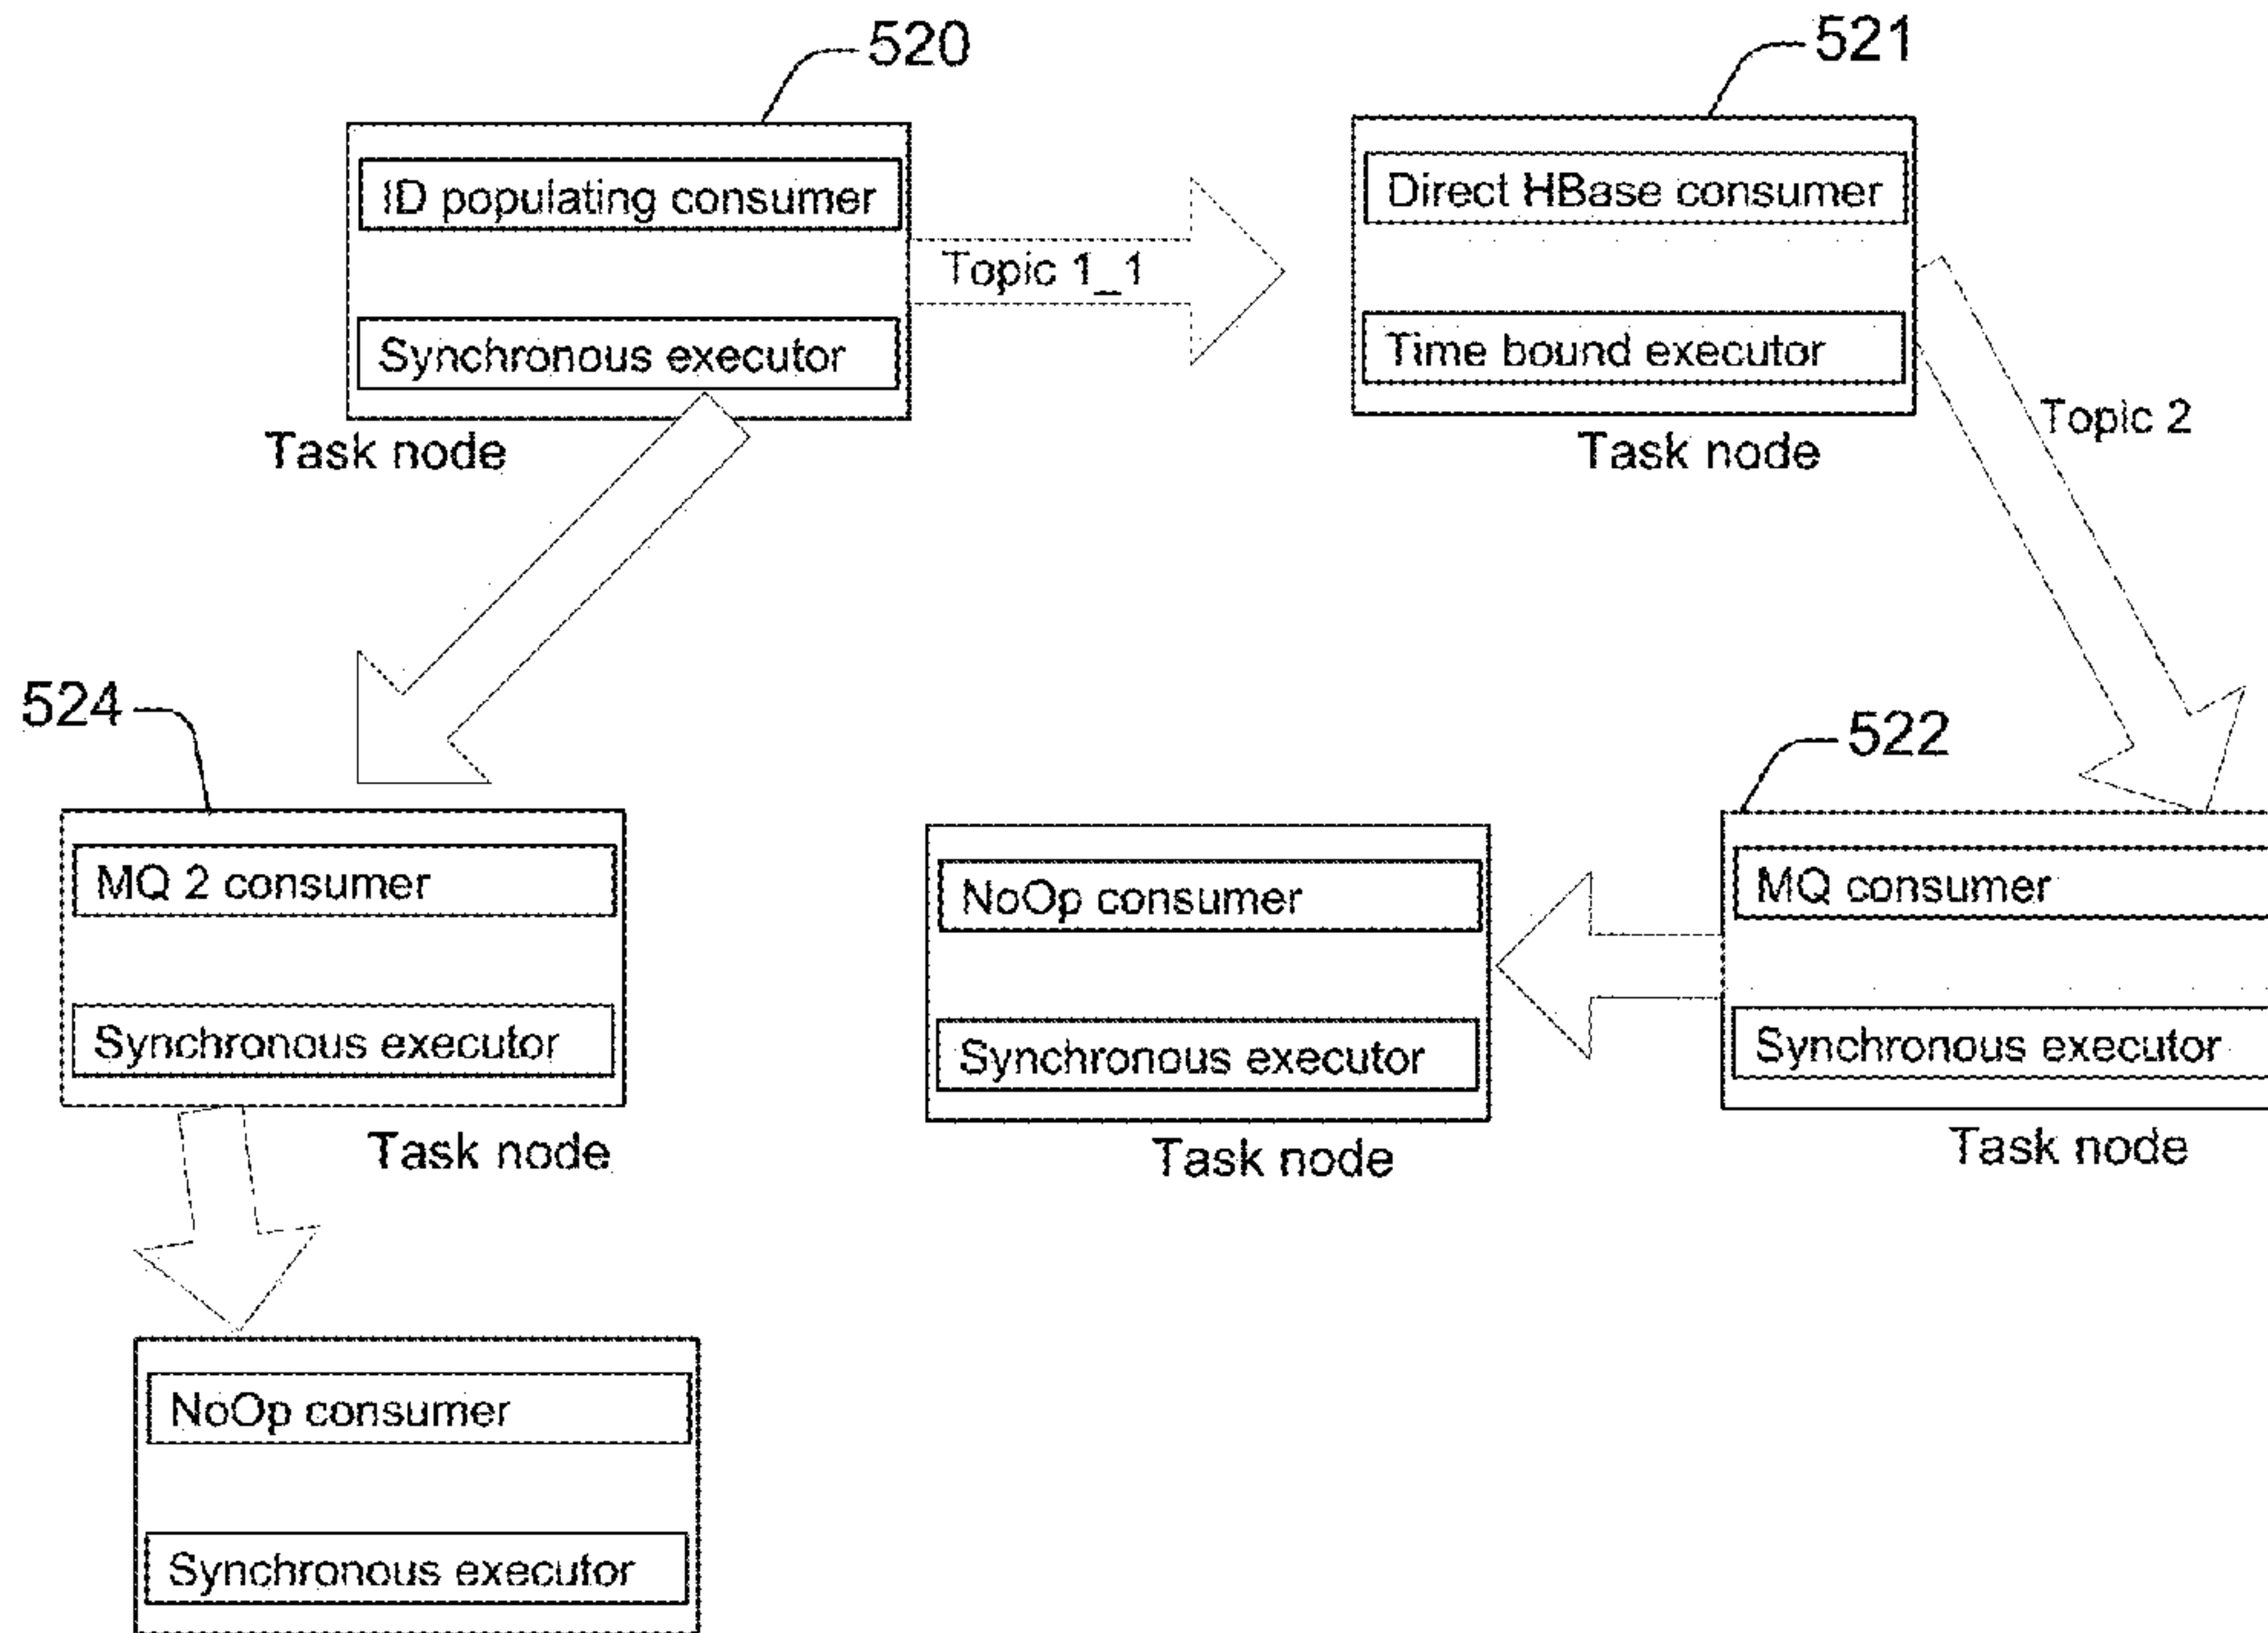 520
521
ID populating consumer
Direct HBase consumer
Topic 1_1
Synchronous executor
Time bound executor
Task node
Task node
Topic 2
524
522
MQ 2 consumer
NoOp consumer
MQ consumer
Synchronous executor
Synchronous executor
Synchronous executor
Task node
Task node
Task node
NoOp consumer
Synchronous executor